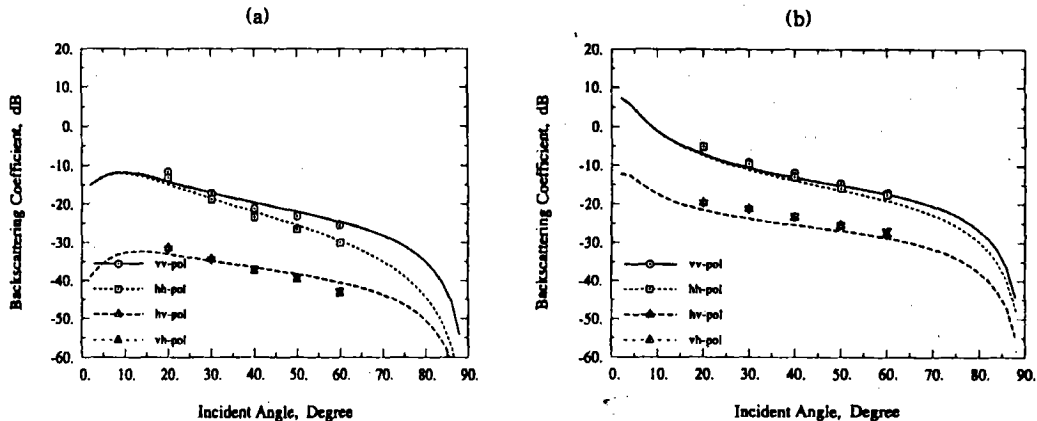 (a)
20.
10.
0.
-10.
-20.
-30.
-40.
-50.
-60.
Backscattering Coefficient, dB
vv-pol
hh-pol
hv-pol
vh-pol
0. 10. 20. 30. 40. 50. 60. 70. 80. 90.
Incident Angle, Degree
(b)
20.
10.
0.
-10.
-20.
-30.
-40.
-50.
-60.
Backscattering Coefficient, dB
vv-pol
hh-pol
hv-pol
vh-pol
0. 10. 20. 30. 40. 50. 60. 70. 80. 90.
Incident Angle, Degree